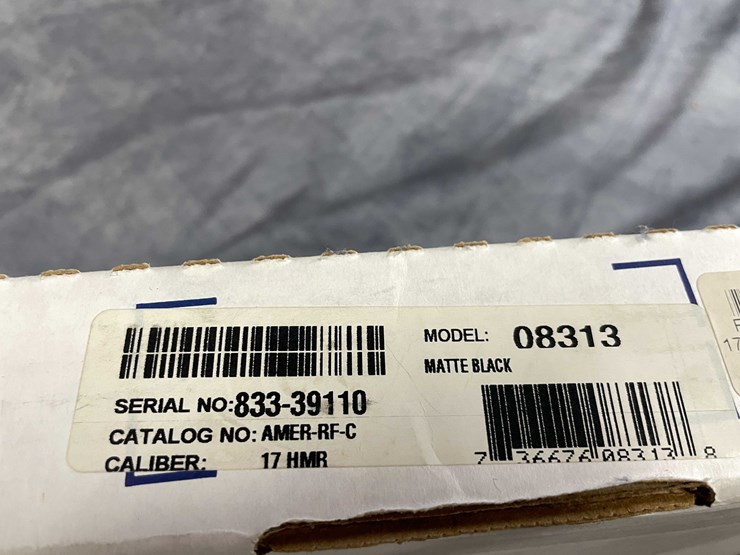 MODEL: 08313
MATTE BLACK
SERIAL NO:833-39110
CATALOG NO: AMER-RF-C
CALIBER: 17 HMR
7 36676 08313 8
17